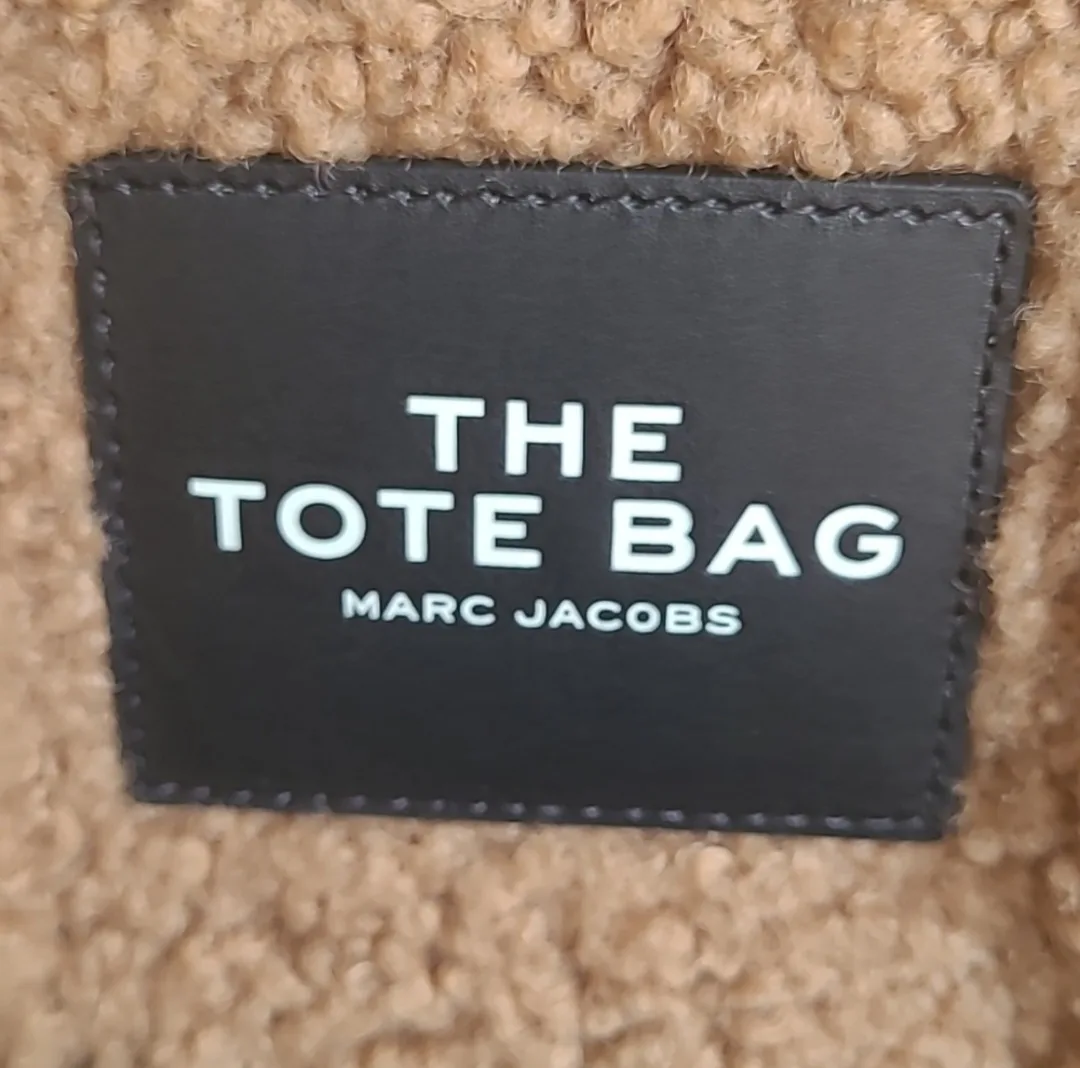 THE
TOTE BAG
MARC JACOBS